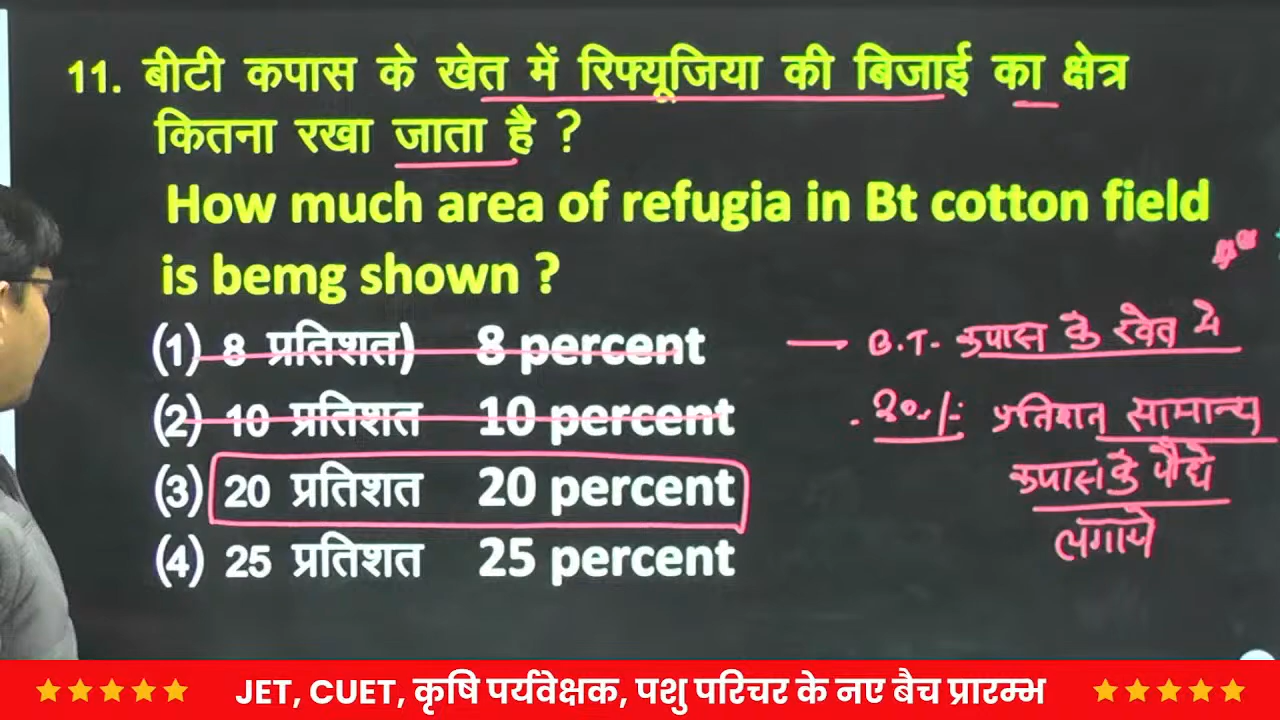 11. बीटी कपास के खेत में रिफ्यूजिया की बिजाई का क्षेत्र
कितना रखा जाता है ?
How much area of refugia in Bt cotton field
is bemg shown ?
(1) 8 प्रतिशत) 8 percent
(2) 10 प्रतिशत 10 percent
(3) 20 प्रतिशत 20 percent
(4) 25 प्रतिशत 25 percent
B.T. कपास के खेत मे
20% प्रतिशत सामान्य
कपास के पौधे
लगाये
JET, CUET, कृषि पर्यवेक्षक, पशु परिचर के नए बैच प्रारम्भ